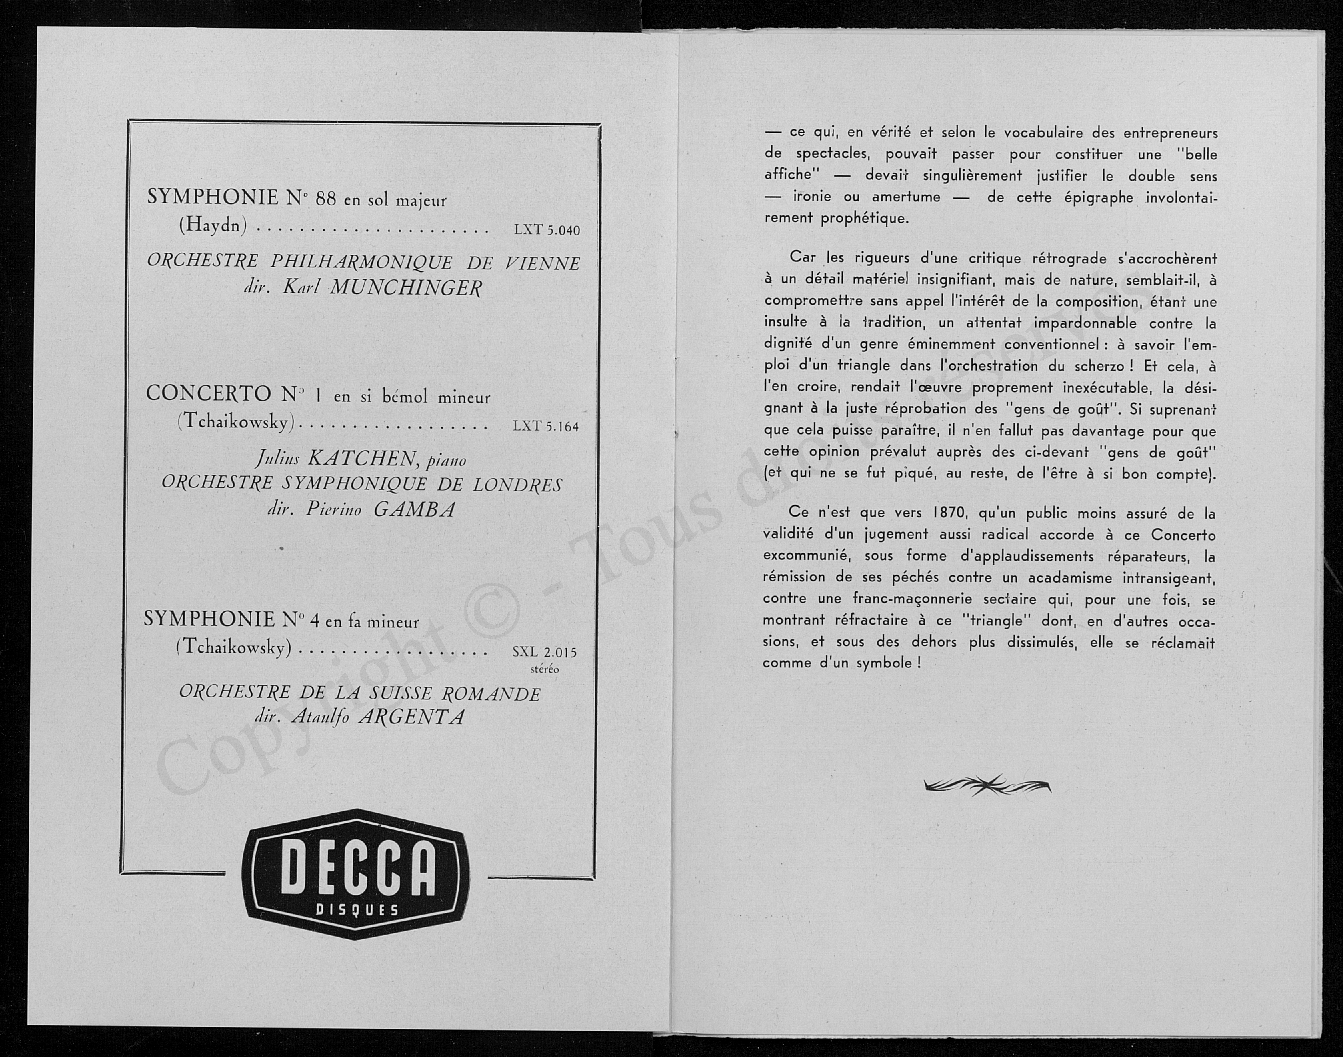 SYMPHONIE N° 88 en sol majeur
(Haydn) . . . . . . . . . . . . . . . . . . . . . . LXT 5.040
ORCHESTRE PHILHARMONIQUE DE VIENNE
dir. Karl MUNCHINGER
CONCERTO N° 1 en si bémol mineur
(Tchaikowsky) . . . . . . . . . . . . . . . . . . LXT 5.164
Julius KATCHEN, piano
ORCHESTRE SYMPHONIQUE DE LONDRES
dir. Pierino GAMBA
SYMPHONIE N° 4 en fa mineur
(Tchaikowsky) . . . . . . . . . . . . . . . . . . SXL 2.015
stéréo
ORCHESTRE DE LA SUISSE ROMANDE
dir. Ataulfo ARGENTA
DECCA
DISQUES
— ce qui, en vérité et selon le vocabulaire des entrepreneurs
de spectacles, pouvait passer pour constituer une "belle
affiche" — devait singulièrement justifier le double sens
— ironie ou amertume — de cette épigraphe involontai-
rement prophétique.
Car les rigueurs d'une critique rétrograde s'accrochèrent
à un détail matériel insignifiant, mais de nature, semblait-il, à
compromettre sans appel l'intérêt de la composition, étant une
insulte à la tradition, un attentat impardonnable contre la
dignité d'un genre éminemment conventionnel : à savoir l'em-
ploi d'un triangle dans l'orchestration du scherzo ! Et cela, à
l'en croire, rendait l'œuvre proprement inexécutable, la dési-
gnant à la juste réprobation des "gens de goût". Si suprenant
que cela puisse paraître, il n'en fallut pas davantage pour que
cette opinion prévalut auprès des ci-devant "gens de goût"
(et qui ne se fut piqué, au reste, de l'être à si bon compte).
Ce n'est que vers 1870, qu'un public moins assuré de la
validité d'un jugement aussi radical accorde à ce Concerto
excommunié, sous forme d'applaudissements réparateurs, la
rémission de ses péchés contre un acadamisme intransigeant,
contre une franc-maçonnerie sectaire qui, pour une fois, se
montrant réfractaire à ce "triangle" dont, en d'autres occa-
sions, et sous des dehors plus dissimulés, elle se réclamait
comme d'un symbole !
Copyright © - Tous droits réservés.